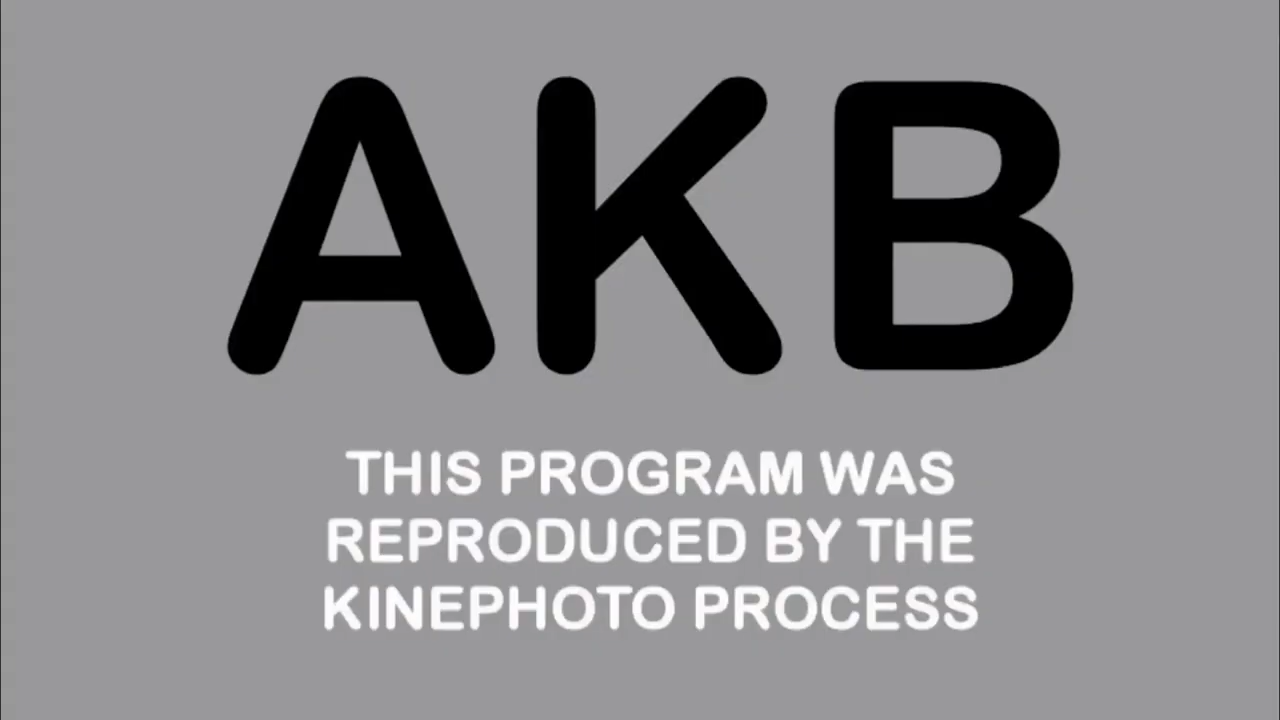 AKB
THIS PROGRAM WAS
REPRODUCED BY THE
KINEPHOTO PROCESS